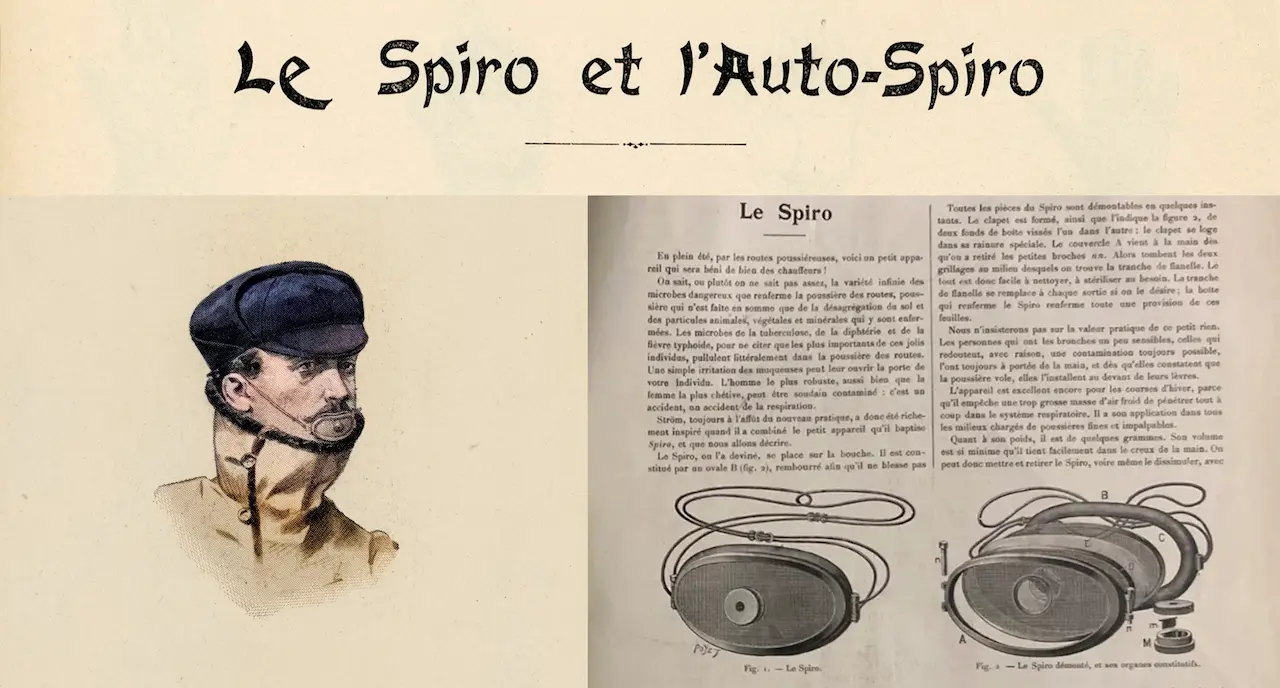 Le Spiro et l'Auto-Spiro
Le Spiro
En plein été, par les routes poussiéreuses, voici un petit appa-
reil qui sera béni de bien des chauffeurs !
On sait, ou plutôt on ne sait pas assez, la variété infinie des
microbes dangereux que renferme la poussière des routes, pous-
sière qui n'est faite en somme que de la désagrégation du sol et
des particules animales, végétales et minérales qui y sont enfer-
mées. Les microbes de la tuberculose, de la diphtérie et de la
fièvre typhoïde, pour ne citer que les plus importants de ces jolis
individus, pullulent littéralement dans la poussière des routes.
Une simple irritation des muqueuses peut leur ouvrir la porte de
votre individu. L'homme le plus robuste, aussi bien que la
femme la plus chétive, peut être soudain contaminé : c'est un
accident, un accident de la respiration.
Ström, toujours à l'affût du nouveau pratique, a donc été riche-
ment inspiré quand il a combiné le petit appareil qu'il baptise
Spiro, et que nous allons décrire.
Le Spiro, on l'a deviné, se place sur la bouche. Il est con-
stitué par un ovale B (fig. 2), rembourré afin qu'il ne blesse pas
Toutes les pièces du Spiro sont démontables en quelques ins-
tants. Le clapet est formé, ainsi que l'indique la figure 2, de
deux fonds de boîte vissés l'un dans l'autre ; le clapet se loge
dans sa rainure spéciale. Le couvercle A vient à la main dès
qu'on a retiré les petites broches nn. Alors tombent les deux
grillages au milieu desquels on trouve la tranche de flanelle. Le
tout est donc facile à nettoyer, à stériliser au besoin. La tranche
de flanelle se remplace à chaque sortie si on le désire ; la boîte
qui renferme le Spiro renferme toute une provision de ces
feuilles.
Nous n'insisterons pas sur la valeur pratique de ce petit rien.
Les personnes qui ont les bronches un peu sensibles, celles qui
redoutent, avec raison, une contamination toujours possible,
l'ont toujours à portée de la main, et dès qu'elles constatent que
la poussière vole, elles l'installent au devant de leurs lèvres.
L'appareil est excellent encore pour les courses d'hiver, parce
qu'il empêche une trop grosse masse d'air froid de pénétrer tout à
coup dans le système respiratoire. Il a son application dans tous
les milieux chargés de poussières fines et impalpables.
Quant à son poids, il est de quelques grammes. Son volume
est si minime qu'il tient facilement dans le creux de la main. On
peut donc mettre et retirer le Spiro, voire même le dissimuler, avec
B
C
E
D
n
n
A
m
M
POYET
Fig. 1. — Le Spiro.
Fig. 2 — Le Spiro démonté, et ses organes constitutifs.